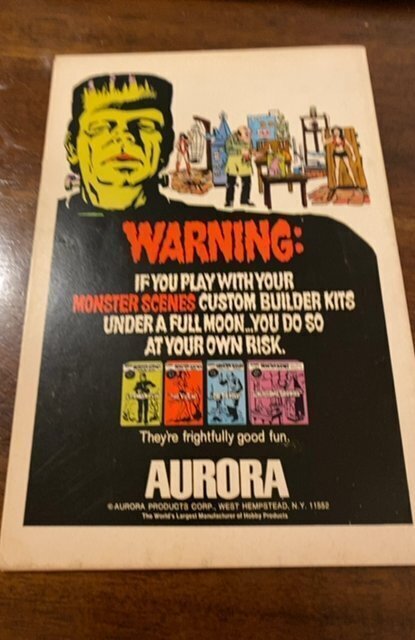 WARNING:
IF YOU PLAY WITH YOUR
MONSTER SCENES CUSTOM BUILDER KITS
UNDER A FULL MOON...YOU DO SO
AT YOUR OWN RISK.
They're frightfully good fun.
AURORA
© AURORA PRODUCTS CORP., WEST HEMPSTEAD, N.Y. 11552
The World's Largest Manufacturer of Hobby Products